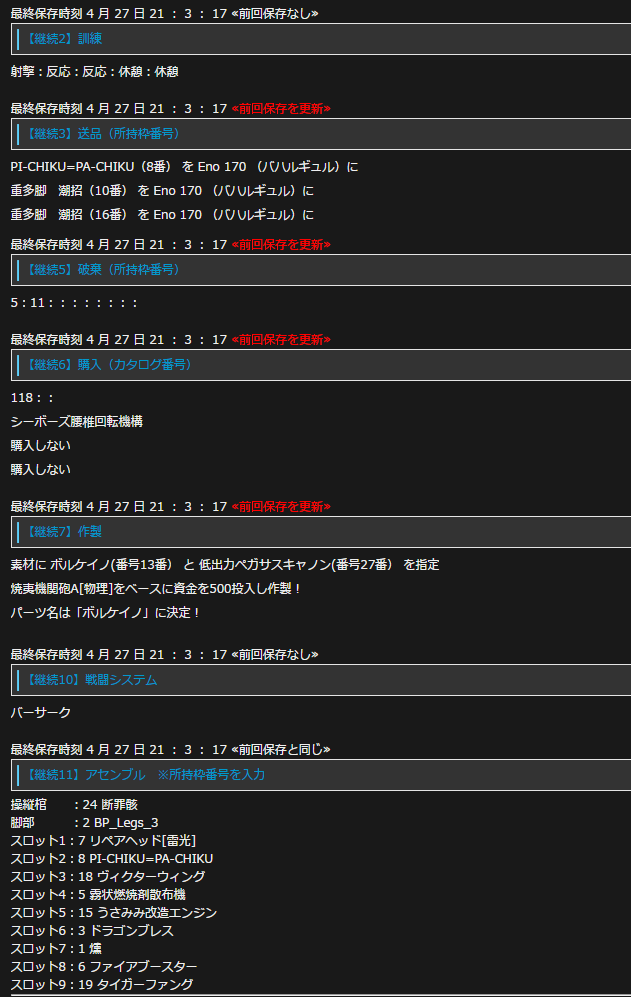 最終保存時刻 4 月 27 日 21 ： 3 ： 17 ≪前回保存なし≫
【継続2】訓練
射撃：反応：反応：休憩：休憩
最終保存時刻 4 月 27 日 21 ： 3 ： 17 ≪前回保存を更新≫
【継続3】送品（所持枠番号）
PI-CHIKU=PA-CHIKU（8番） を Eno 170 （バハルギュル）に
重多脚　潮招（10番） を Eno 170 （バハルギュル）に
重多脚　潮招（16番） を Eno 170 （バハルギュル）に
最終保存時刻 4 月 27 日 21 ： 3 ： 17 ≪前回保存を更新≫
【継続5】破棄（所持枠番号）
5：11：：：：：：：：
最終保存時刻 4 月 27 日 21 ： 3 ： 17 ≪前回保存を更新≫
【継続6】購入（カタログ番号）
118：：
シーボーズ腰椎回転機構
購入しない
購入しない
最終保存時刻 4 月 27 日 21 ： 3 ： 17 ≪前回保存を更新≫
【継続7】作製
素材に ボルケイノ(番号13番） と 低出力ペガサスキャノン(番号27番） を指定
焼夷機関砲A[物理]をベースに資金を500投入し作製！
パーツ名は「ボルケイノ」に決定！
最終保存時刻 4 月 27 日 21 ： 3 ： 17 ≪前回保存なし≫
【継続10】戦闘システム
バーサーク
最終保存時刻 4 月 27 日 21 ： 3 ： 17 ≪前回保存と同じ≫
【継続11】アセンブル　※所持枠番号を入力
操縦棺　　：24 断罪骸
脚部　　　：2 BP_Legs_3
スロット1：7 リペアヘッド[雷光]
スロット2：8 PI-CHIKU=PA-CHIKU
スロット3：18 ヴィクターウィング
スロット4：5 霧状燃焼剤散布機
スロット5：15 うさみみ改造エンジン
スロット6：3 ドラゴンブレス
スロット7：1 燻
スロット8：6 ファイアブースター
スロット9：19 タイガーファング